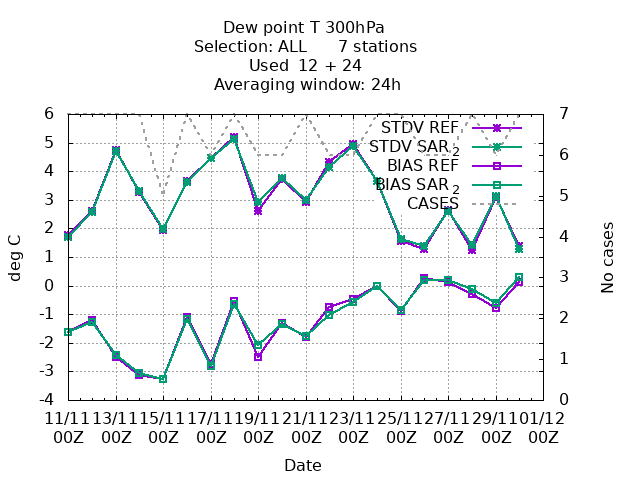 Dew point T 300hPa
Selection: ALL      7 stations
Used  12 + 24
Averaging window: 24h
6
5
4
3
2
1
0
-1
-2
-3
-4
deg C
7
6
5
4
3
2
1
0
No cases
STDV REF
STDV SAR2
BIAS REF
BIAS SAR2
CASES
11/11 13/11 15/11 17/11 19/11 21/11 23/11 25/11 27/11 29/11 01/12
00Z 00Z 00Z 00Z 00Z 00Z 00Z 00Z 00Z 00Z 00Z
Date